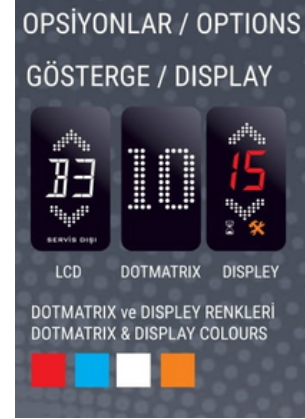 OPSİYONLAR / OPTIONS
GÖSTERGE / DISPLAY
B3
SERVİS DIŞI
10
15
LCD DOTMATRIX DISPLEY
DOTMATRIX ve DISPLEY RENKLERİ
DOTMATRIX & DISPLAY COLOURS